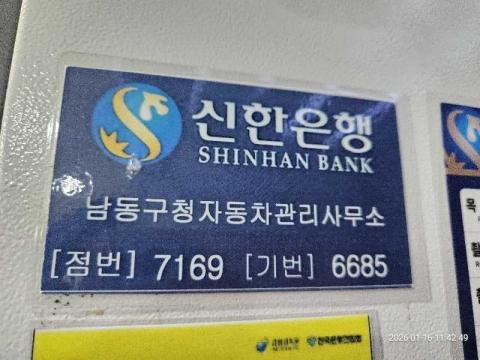 신한은행
SHINHAN BANK
남동구청자동차관리사무소
[점번] 7169 [기번] 6685
목
2026-01-16 11:42:49